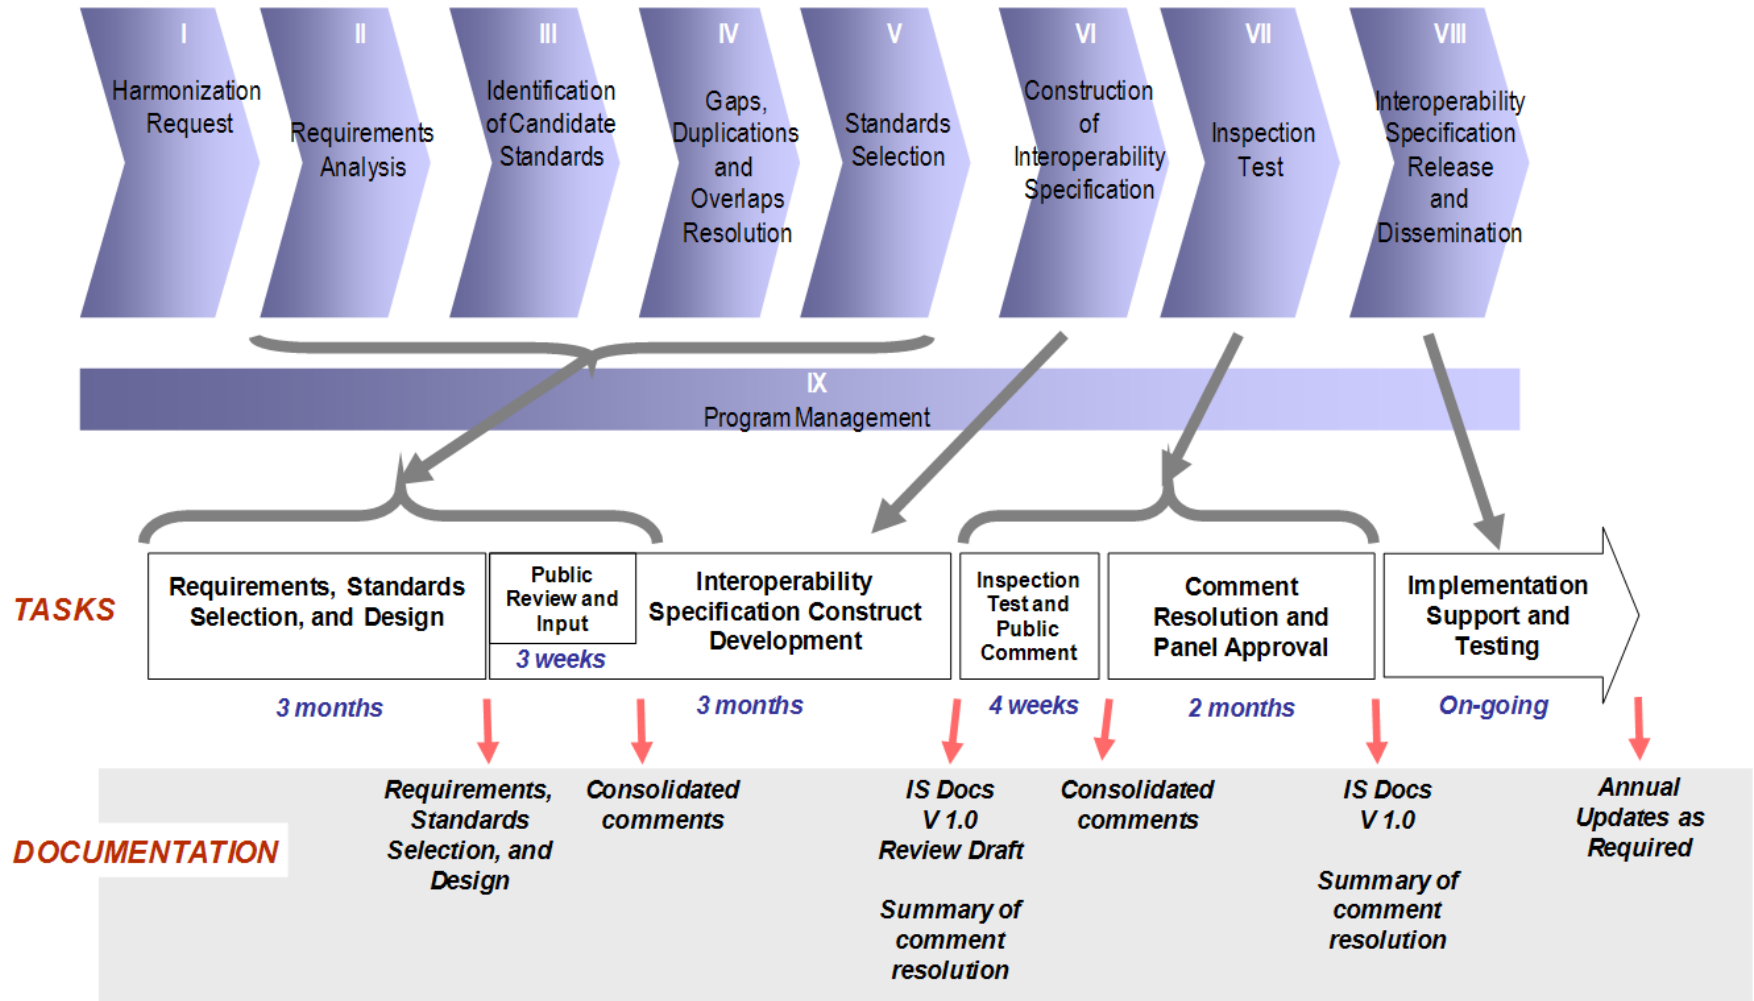 I
Harmonization
Request
II
Requirements
Analysis
III
Identification
of Candidate
Standards
IV
Gaps,
Duplications
and
Overlaps
Resolution
V
Standards
Selection
VI
Construction
of
Interoperability
Specification
VII
Inspection
Test
VIII
Interoperability
Specification
Release
and
Dissemination
IX
Program Management
TASKS
Requirements, Standards
Selection, and Design
3 months
Public
Review and
Input
3 weeks
Interoperability
Specification Construct
Development
3 months
Inspection
Test and
Public
Comment
4 weeks
Comment
Resolution and
Panel Approval
2 months
Implementation
Support and
Testing
On-going
DOCUMENTATION
Requirements,
Standards
Selection, and
Design
Consolidated
comments
IS Docs
V 1.0
Review Draft
Summary of
comment
resolution
Consolidated
comments
IS Docs
V 1.0
Summary of
comment
resolution
Annual
Updates as
Required